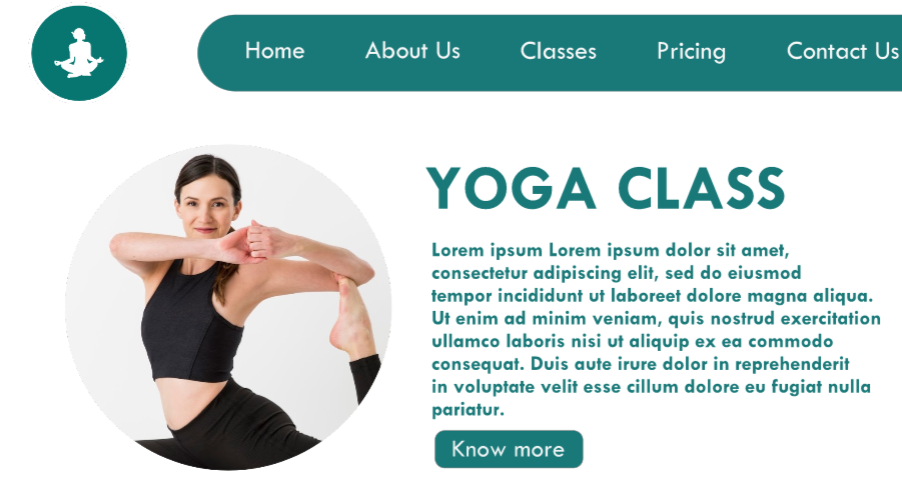 Home About Us Classes Pricing Contact Us
YOGA CLASS
Lorem ipsum Lorem ipsum dolor sit amet,
consectetur adipiscing elit, sed do eiusmod
tempor incididunt ut laboreet dolore magna aliqua.
Ut enim ad minim veniam, quis nostrud exercitation
ullamco laboris nisi ut aliquip ex ea commodo
consequat. Duis aute irure dolor in reprehenderit
in voluptate velit esse cillum dolore eu fugiat nulla
pariatur.
Know more